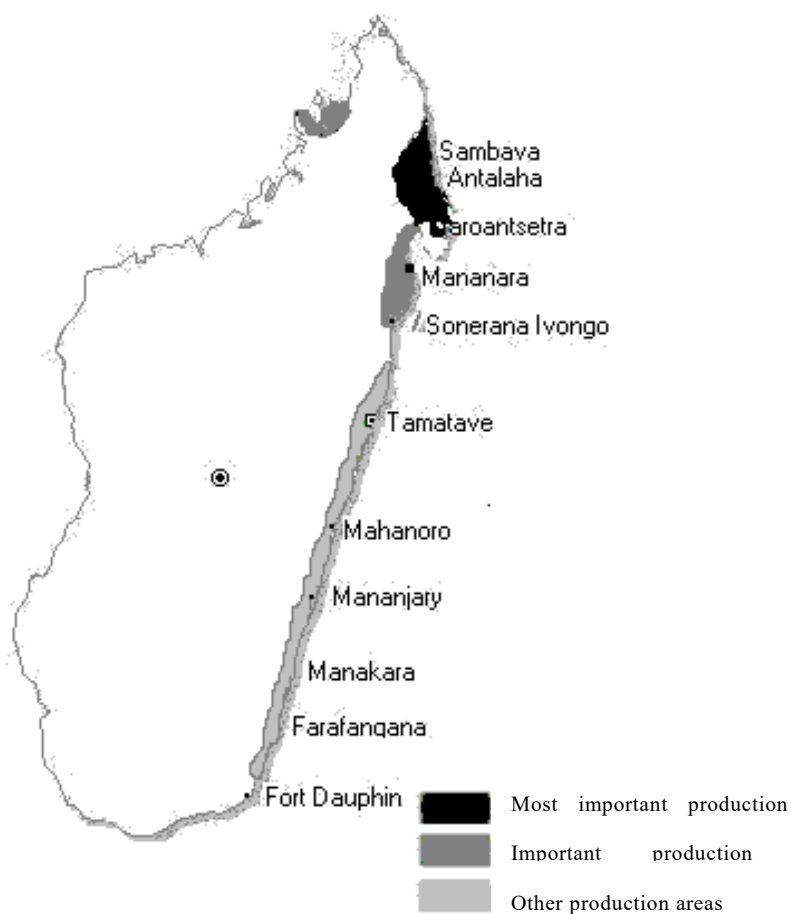 Sambava
Antalaha
aroantsetra
Mananara
Sonerana Ivongo
Tamatave
Mahanoro
Mananjary
Manakara
Farafangana
Fort Dauphin
Most important production
Important production
Other production areas